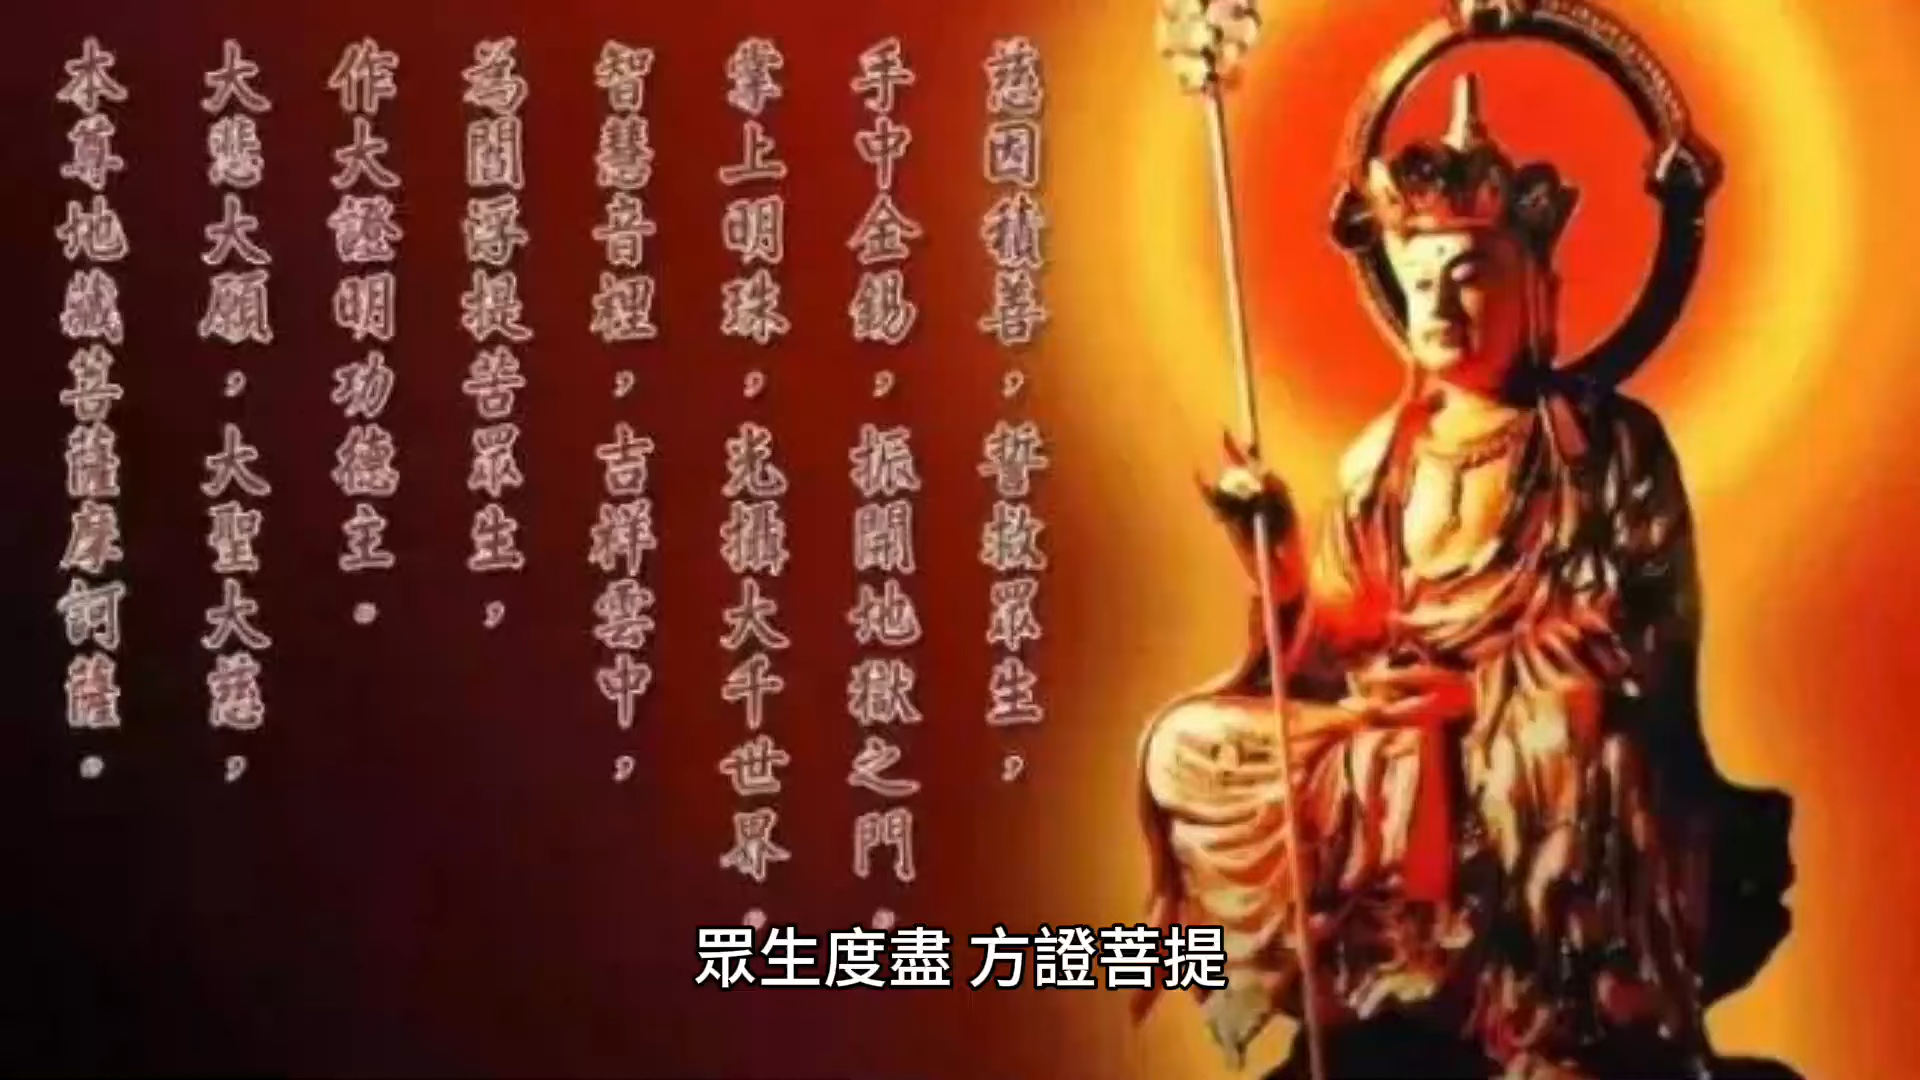 慈因積善，誓救眾生，
手中金錫，振開地獄之門。
掌上明珠，光攝大千世界。
智慧音裡，吉祥雲中，
為閻浮提苦眾生，
作大證明功德主。
大悲大願，大聖大慈，
本尊地藏菩薩摩訶薩。
眾生度盡 方證菩提